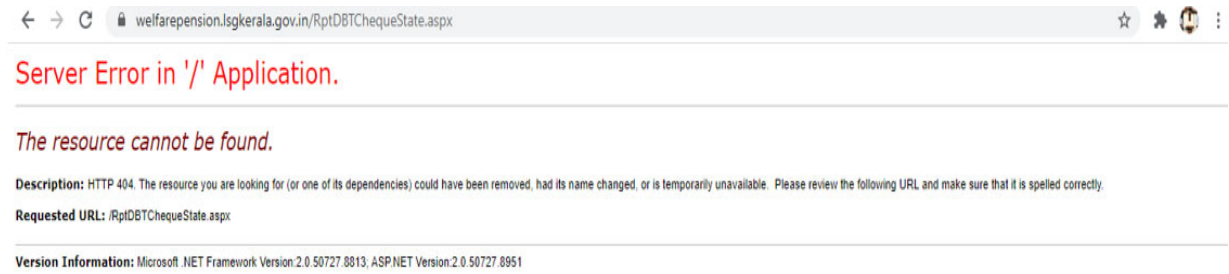 welfarepension.lsgkerala.gov.in/RptDBTChequeState.aspx
Server Error in '/' Application.
The resource cannot be found.
Description: HTTP 404. The resource you are looking for (or one of its dependencies) could have been removed, had its name changed, or is temporarily unavailable. Please review the following URL and make sure that it is spelled correctly.
Requested URL: /RptDBTChequeState.aspx
Version Information: Microsoft .NET Framework Version:2.0.50727.8813; ASP.NET Version:2.0.50727.8951